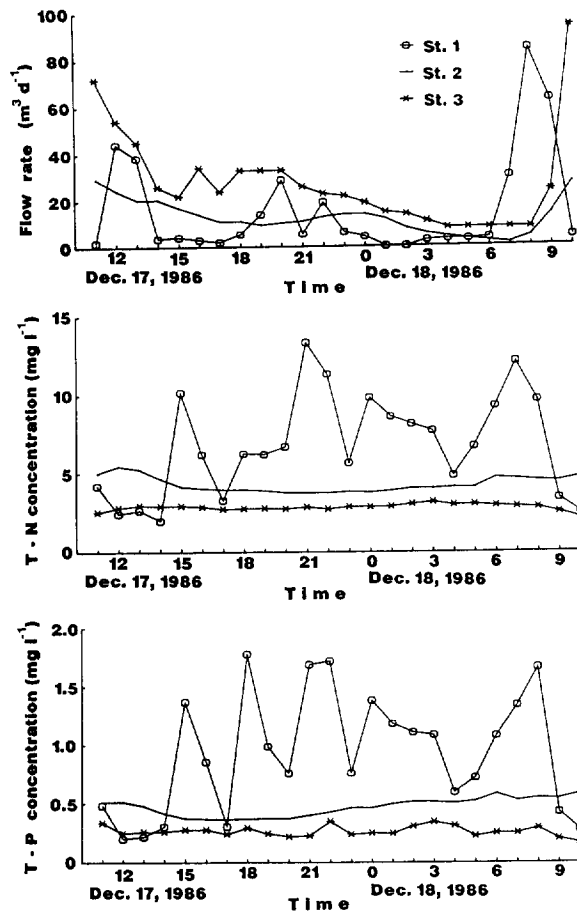 100
80
60
40
20
0
Flow rate (m³ d⁻¹)
St. 1
St. 2
St. 3
12 15 18 21 0 3 6 9
Dec. 17, 1986 Dec. 18, 1986
Time
15
10
5
0
T - N concentration (mg l⁻¹)
12 15 18 21 0 3 6 9
Dec. 17, 1986 Dec. 18, 1986
Time
2.0
1.5
1.0
0.5
0
T - P concentration (mg l⁻¹)
12 15 18 21 0 3 6 9
Dec. 17, 1986 Dec. 18, 1986
Time